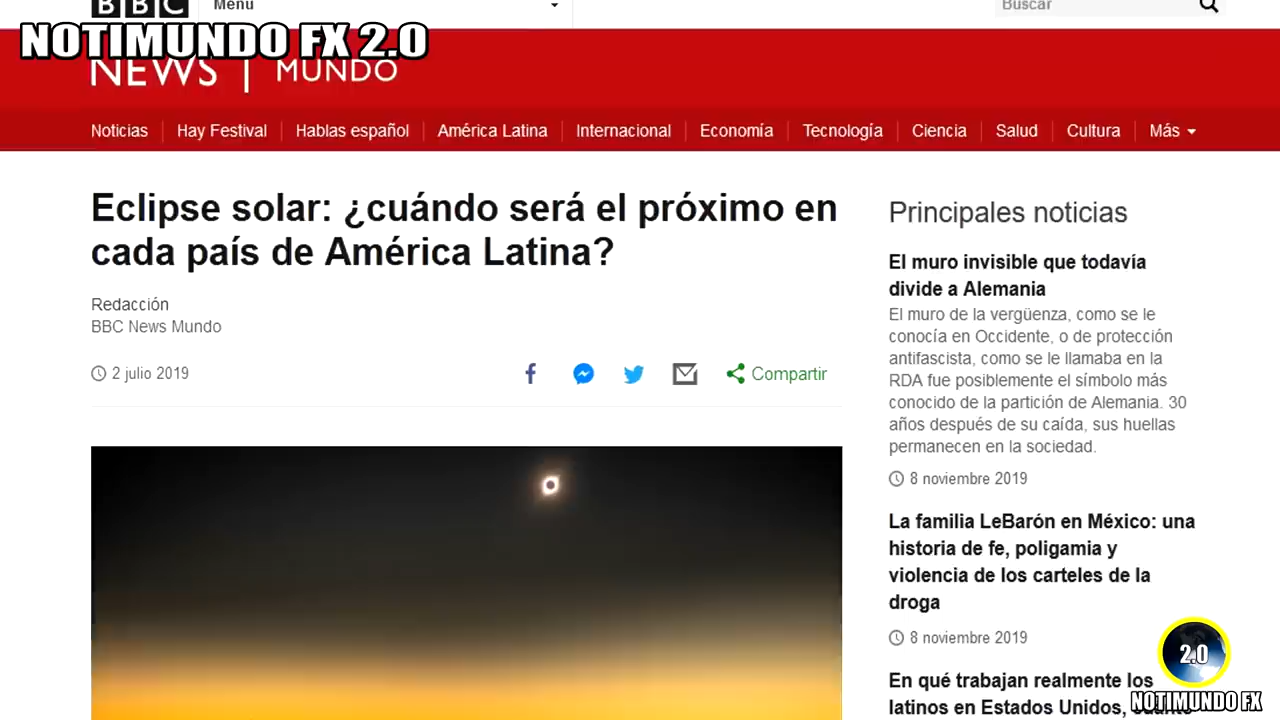 BBC
Menú
Buscar
NOTIMUNDO FX 2.0
NEWS | MUNDO
Noticias
Hay Festival
Hablas español
América Latina
Internacional
Economía
Tecnología
Ciencia
Salud
Cultura
Más
Eclipse solar: ¿cuándo será el próximo en
cada país de América Latina?
Redacción
BBC News Mundo
2 julio 2019
Compartir
Principales noticias
El muro invisible que todavía
divide a Alemania
El muro de la vergüenza, como se le
conocía en Occidente, o de protección
antifascista, como se le llamaba en la
RDA fue posiblemente el símbolo más
conocido de la partición de Alemania. 30
años después de su caída, sus huellas
permanecen en la sociedad.
8 noviembre 2019
La familia LeBarón en México: una
historia de fe, poligamia y
violencia de los carteles de la
droga
8 noviembre 2019
En qué trabajan realmente los
latinos en Estados Unidos,
2.0
NOTIMUNDO FX